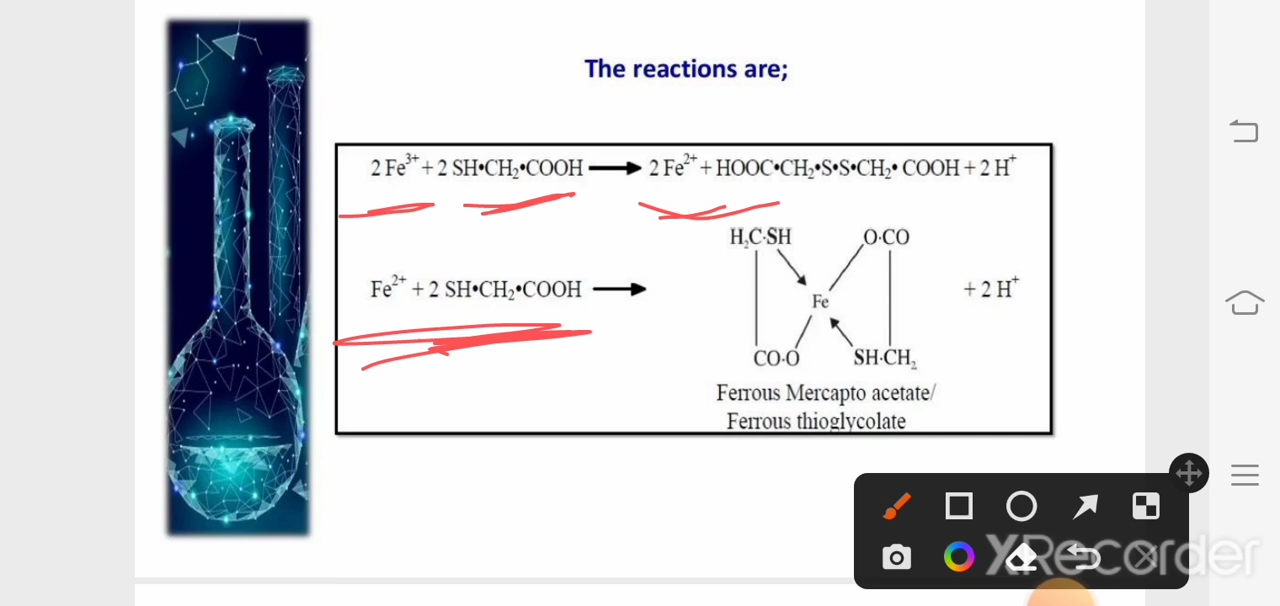 The reactions are;
2 Fe³⁺ + 2 SH•CH₂•COOH ⟶ 2 Fe²⁺ + HOOC•CH₂•S•S•CH₂• COOH + 2 H⁺
H₂C·SH O·CO
Fe²⁺ + 2 SH•CH₂•COOH ⟶ Fe + 2 H⁺
CO·O SH·CH₂
Ferrous Mercapto acetate/
Ferrous thioglycolate
XRecorder